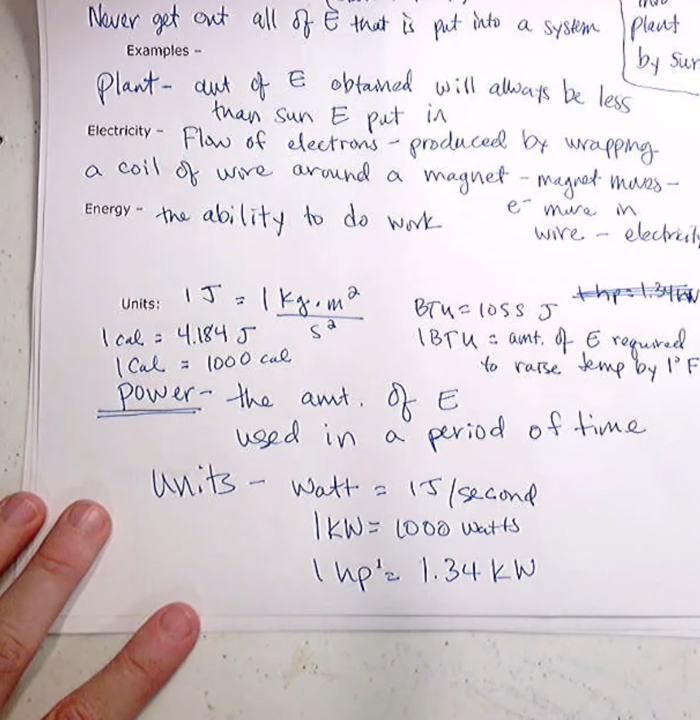 Never get out all of E that is put into a system
plant
by sun
Examples -
Plant - amt of E obtained will always be less
than sun E put in
Electricity - Flow of electrons - produced by wrapping
a coil of wire around a magnet - magnet moves -
e⁻ move in
wire - electricity
Energy - the ability to do work
Units: 1 J = 1 kg·m²
s²
1 cal = 4.184 J
1 Cal = 1000 cal
1 hp = 1.34 kW
BTU = 1055 J
1 BTU = amt. of E required
to raise temp by 1° F
Power - the amt. of E
used in a period of time
Units - Watt = 1J/second
1 KW = 1000 watts
1 hp = 1.34 KW